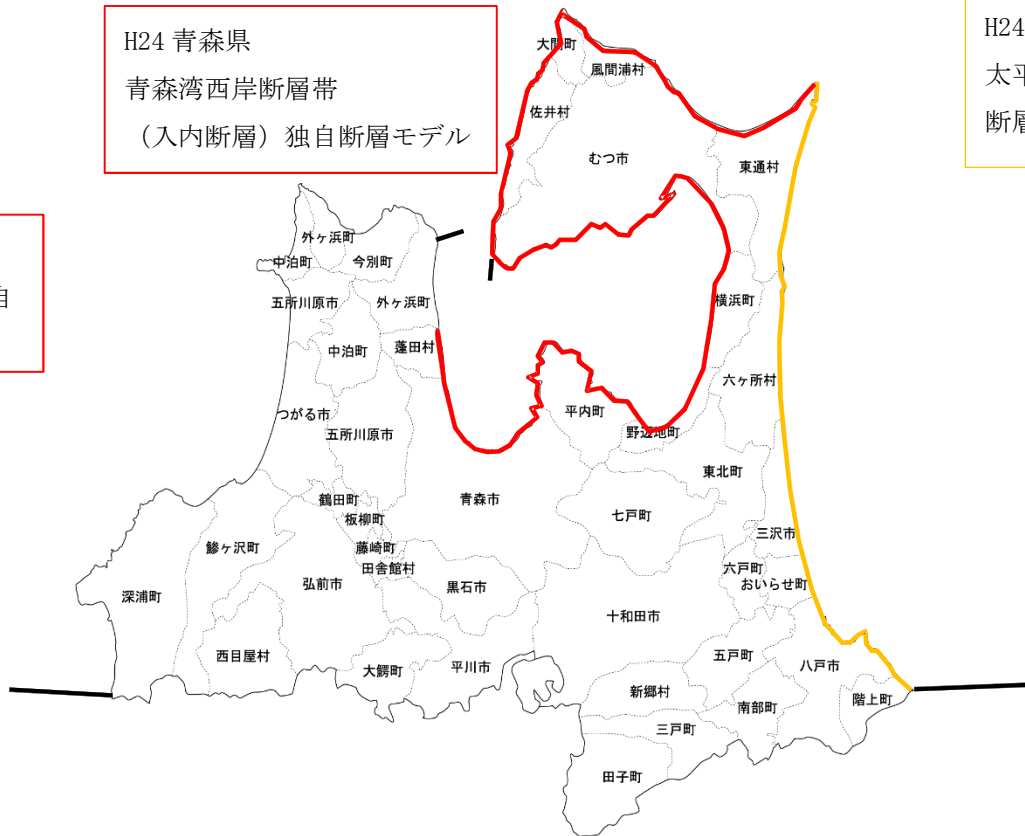 H24 青森県
青森湾西岸断層帯
（入内断層）独自断層モデル
H24
太平
断層
自
大間町
風間浦村
佐井村
むつ市
東通村
外ヶ浜町
中泊町
今別町
五所川原市
外ヶ浜町
横浜町
中泊町
蓬田村
六ヶ所村
つがる市
平内町
五所川原市
野辺地町
東北町
青森市
鶴田町
七戸町
板柳町
三沢市
鰺ヶ沢町
藤崎町
田舎館村
六戸町
おいらせ町
深浦町
弘前市
黒石市
十和田市
西目屋村
五戸町
八戸市
大鰐町
平川市
新郷村
階上町
南部町
三戸町
田子町